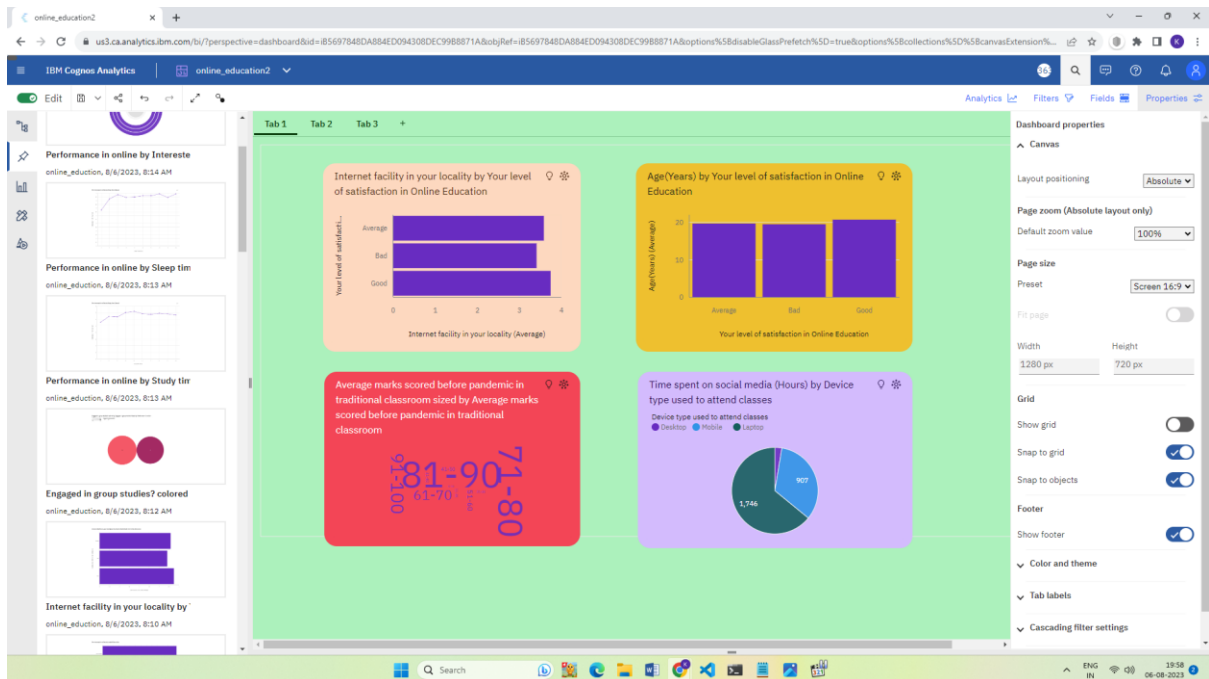 online_education2
us3.ca.analytics.ibm.com/bi/?perspective=dashboard&id=iB5697848DA884ED094308DEC99B8871A&objRef=iB5697848DA884ED094308DEC99B8871A&options%5BdisableGlassPrefetch%5D=true&options%5Bcollections%5D%5BcanvasExtension%...
K
IBM Cognos Analytics
online_education2
36
Edit
Analytics
Filters
Fields
Properties
Performance in online by Intereste
online_eduction, 8/6/2023, 8:14 AM
Performance in online by Sleep tim
online_eduction, 8/6/2023, 8:13 AM
Performance in online by Study tim
online_eduction, 8/6/2023, 8:13 AM
Engaged in group studies? colored
online_eduction, 8/6/2023, 8:12 AM
Internet facility in your locality by
online_eduction, 8/6/2023, 8:10 AM
Tab 1
Tab 2
Tab 3
+
Internet facility in your locality by Your level
of satisfaction in Online Education
Your level of satisfacti...
Average
Bad
Good
0 1 2 3 4
Internet facility in your locality (Average)
Age(Years) by Your level of satisfaction in Online
Education
Age(Years) (Average)
20
10
0
Average Bad Good
Your level of satisfaction in Online Education
Average marks scored before pandemic in
traditional classroom sized by Average marks
scored before pandemic in traditional
classroom
91-100
81-90
71-80
61-70
51-60
Time spent on social media (Hours) by Device
type used to attend classes
Device type used to attend classes
Desktop Mobile Laptop
907
1,746
Dashboard properties
Canvas
Layout positioning
Absolute
Page zoom (Absolute layout only)
Default zoom value
100%
Page size
Preset
Screen 16:9
Fit page
Width Height
1280 px 720 px
Grid
Show grid
Snap to grid
Snap to objects
Footer
Show footer
Color and theme
Tab labels
Cascading filter settings
Search
ENG
IN
19:58
06-08-2023
2